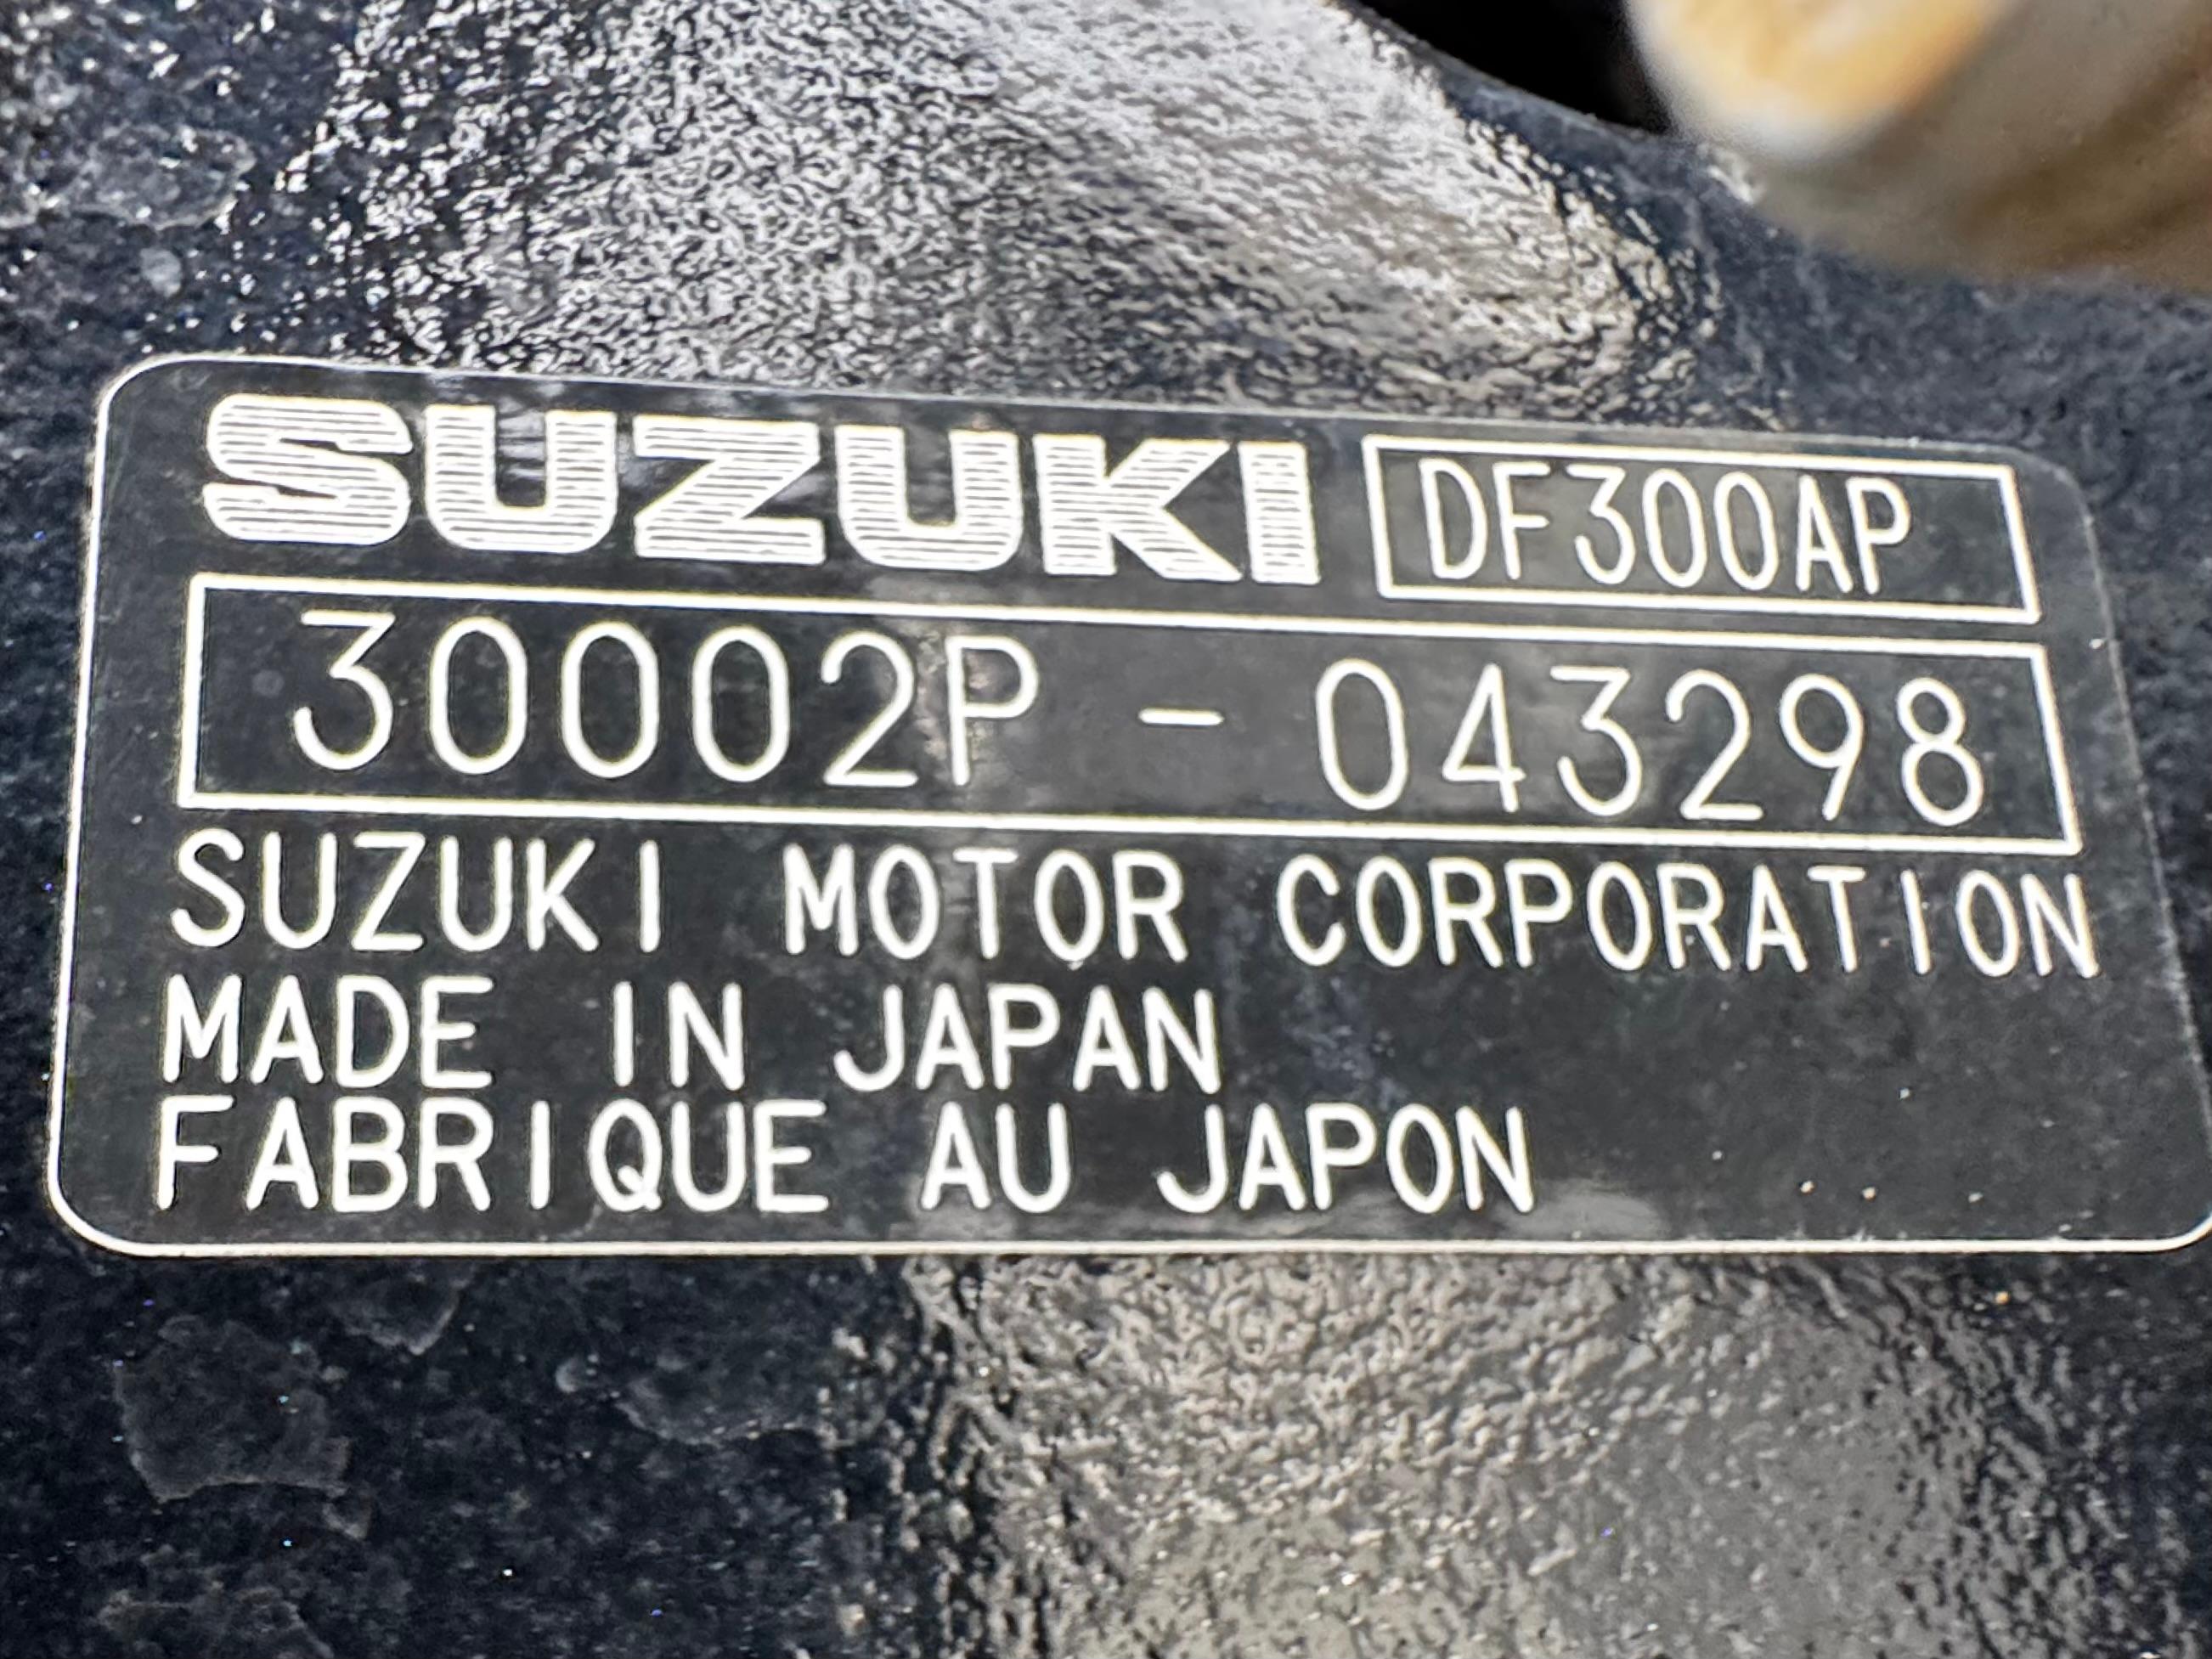 SUZUKI DF300AP
30002P - 043298
SUZUKI MOTOR CORPORATION
MADE IN JAPAN
FABRIQUE AU JAPON